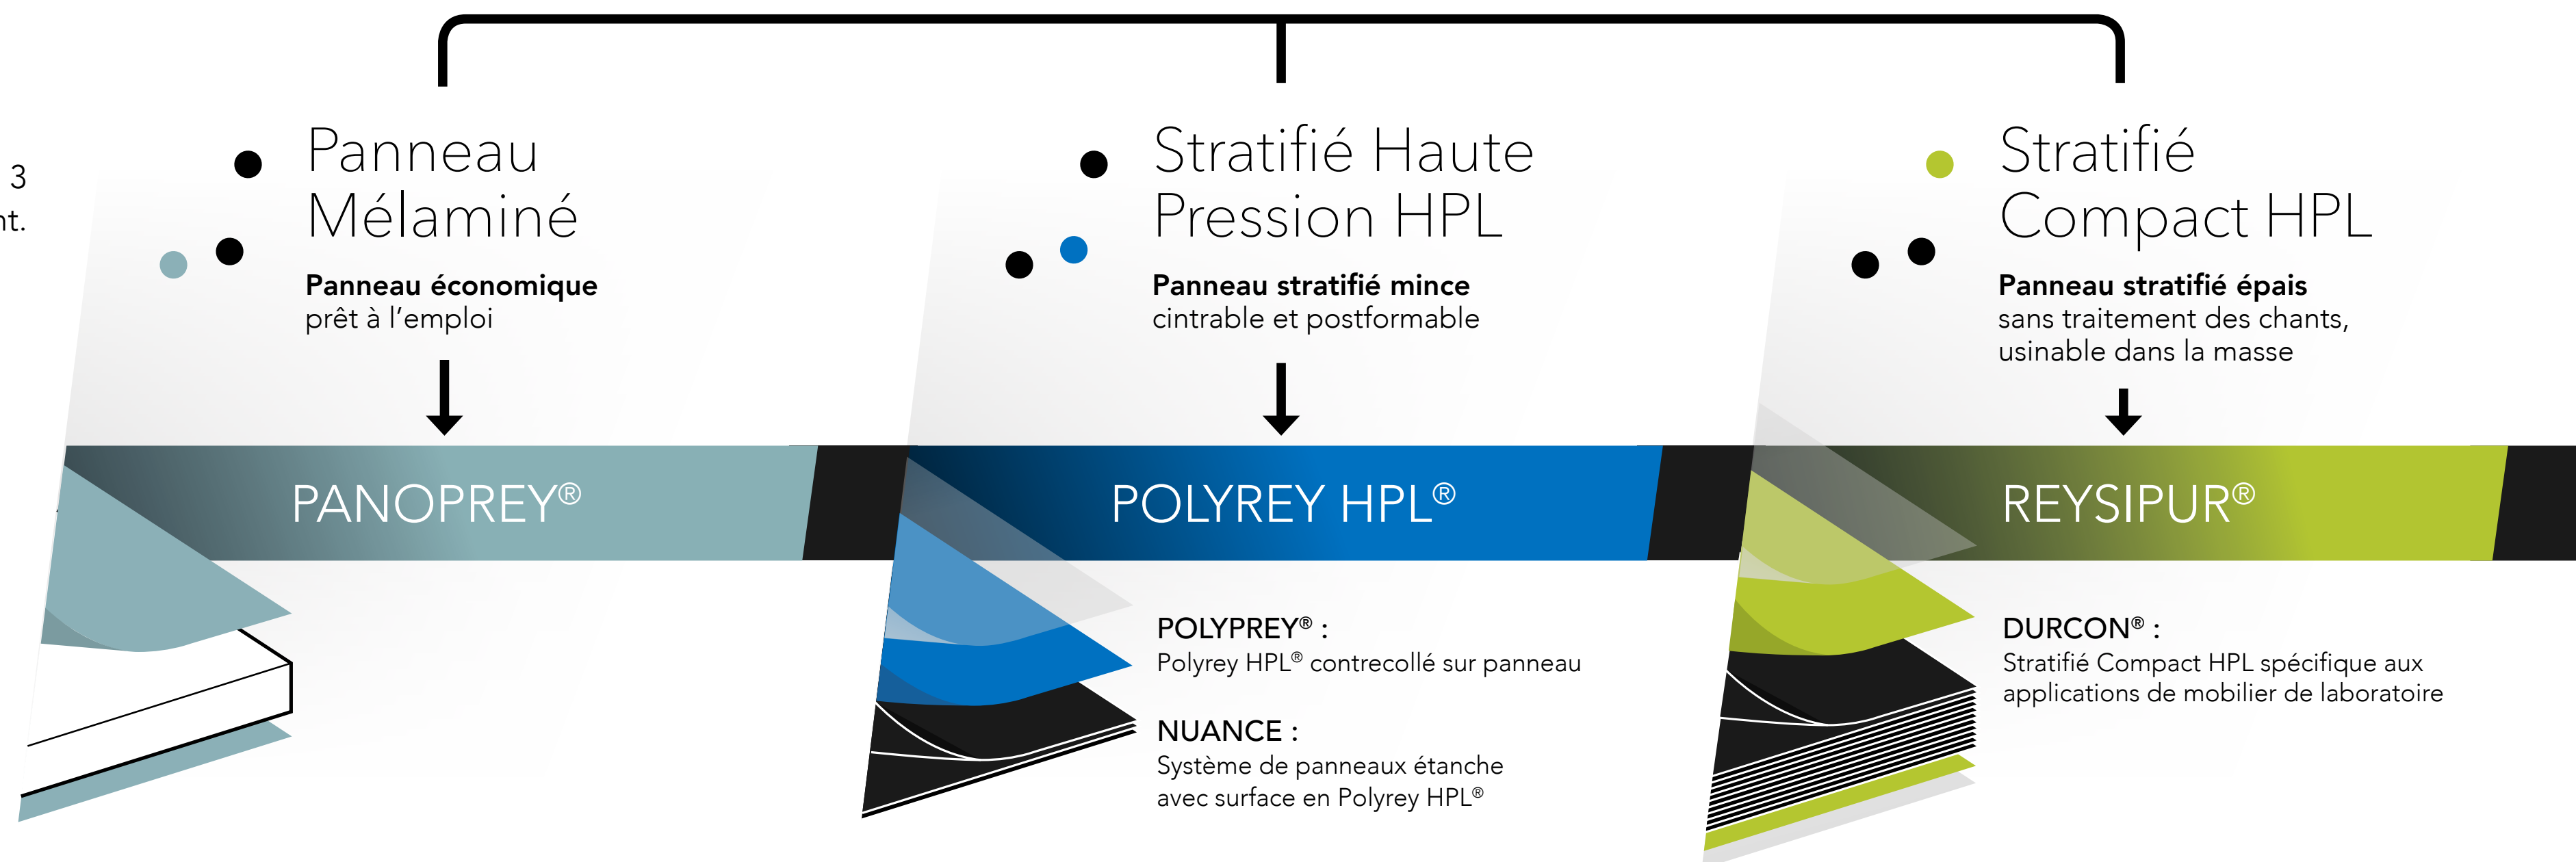 3
nt.
Panneau
Mélaminé
Panneau économique
prêt à l’emploi
PANOPREY®
Stratifié Haute
Pression HPL
Panneau stratifié mince
cintrable et postformable
POLYREY HPL®
POLYPREY® :
Polyrey HPL® contrecollé sur panneau
NUANCE :
Système de panneaux étanche
avec surface en Polyrey HPL®
Stratifié
Compact HPL
Panneau stratifié épais
sans traitement des chants,
usinable dans la masse
REYSIPUR®
DURCON® :
Stratifié Compact HPL spécifique aux
applications de mobilier de laboratoire